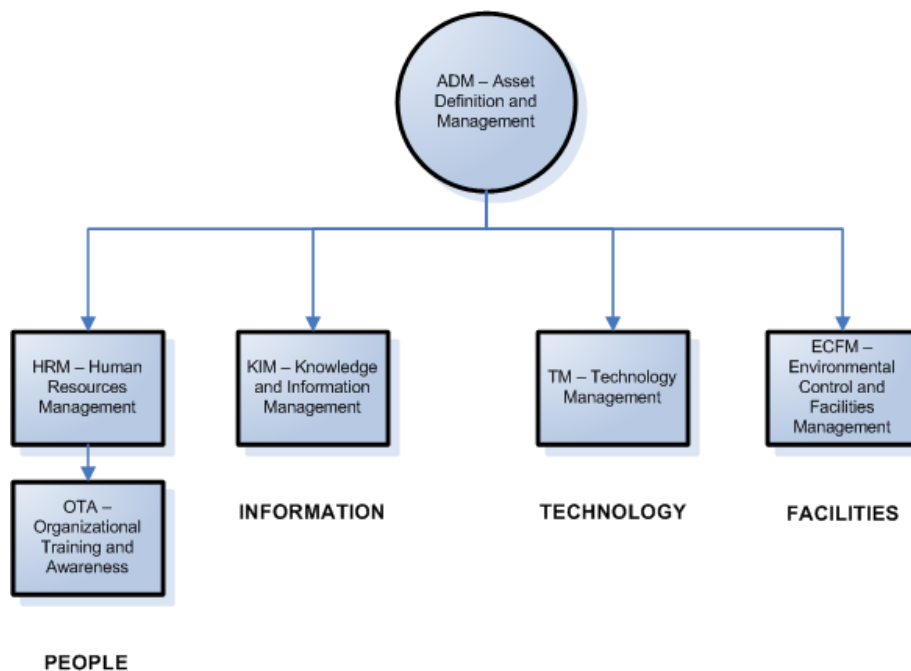 ADM – Asset
Definition and
Management
HRM – Human
Resources
Management
KIM – Knowledge
and Information
Management
TM – Technology
Management
ECFM –
Environmental
Control and
Facilities
Management
OTA –
Organizational
Training and
Awareness
INFORMATION
TECHNOLOGY
FACILITIES
PEOPLE